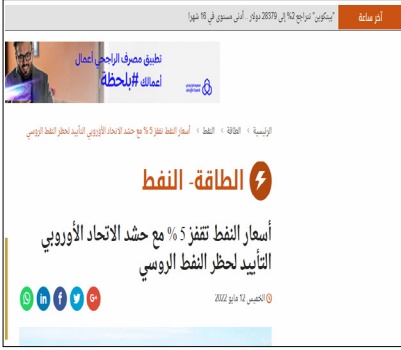 آخر ساعة
"بيتكوين" تتراجع 2% إلى 28379 دولار .. أدنى مستوى في 16 شهرا
تطبيق مصرف الراجحي أعمال
أعمالك #بلحظة
الرئيسية > الطاقة > النفط > أسعار النفط تقفز 5 % مع حشد الاتحاد الأوروبي التأييد لحظر النفط الروسي
الطاقة- النفط
أسعار النفط تقفز 5 % مع حشد الاتحاد الأوروبي
التأييد لحظر النفط الروسي
الخميس 12 مايو 2022
G+
f
in